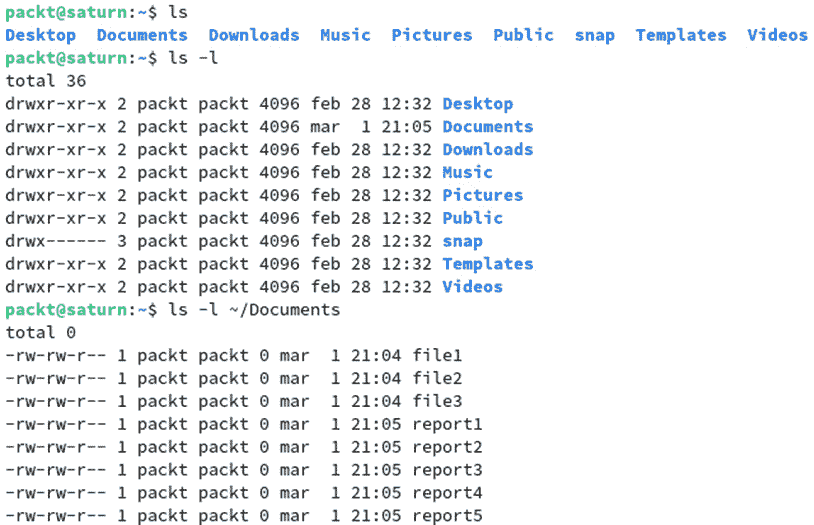 packt@saturn:~$ ls
Desktop  Documents  Downloads  Music  Pictures  Public  snap  Templates  Videos
packt@saturn:~$ ls -l
total 36
drwxr-xr-x 2 packt packt 4096 feb 28 12:32 Desktop
drwxr-xr-x 2 packt packt 4096 mar  1 21:05 Documents
drwxr-xr-x 2 packt packt 4096 feb 28 12:32 Downloads
drwxr-xr-x 2 packt packt 4096 feb 28 12:32 Music
drwxr-xr-x 2 packt packt 4096 feb 28 12:32 Pictures
drwxr-xr-x 2 packt packt 4096 feb 28 12:32 Public
drwx------ 3 packt packt 4096 feb 28 12:32 snap
drwxr-xr-x 2 packt packt 4096 feb 28 12:32 Templates
drwxr-xr-x 2 packt packt 4096 feb 28 12:32 Videos
packt@saturn:~$ ls -l ~/Documents
total 0
-rw-rw-r-- 1 packt packt 0 mar  1 21:04 file1
-rw-rw-r-- 1 packt packt 0 mar  1 21:04 file2
-rw-rw-r-- 1 packt packt 0 mar  1 21:04 file3
-rw-rw-r-- 1 packt packt 0 mar  1 21:05 report1
-rw-rw-r-- 1 packt packt 0 mar  1 21:05 report2
-rw-rw-r-- 1 packt packt 0 mar  1 21:05 report3
-rw-rw-r-- 1 packt packt 0 mar  1 21:05 report4
-rw-rw-r-- 1 packt packt 0 mar  1 21:05 report5